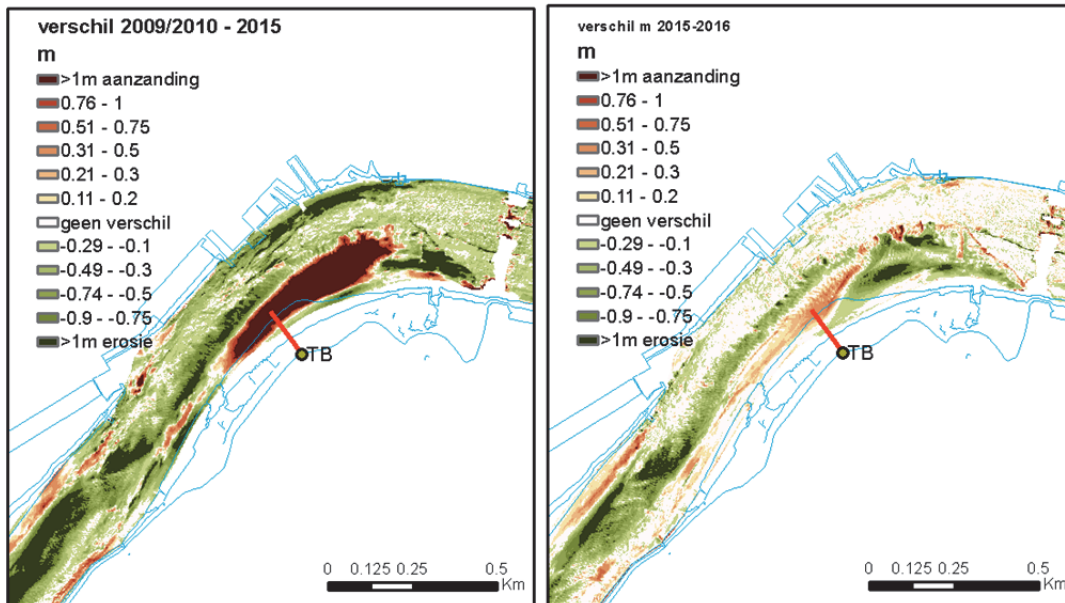 verschil 2009/2010 - 2015
m
>1m aanzanding
0.76 - 1
0.51 - 0.75
0.31 - 0.5
0.21 - 0.3
0.11 - 0.2
geen verschil
-0.29 - -0.1
-0.49 - -0.3
-0.74 - -0.5
-0.9 - -0.75
>1m erosie
TB
0 0.125 0.25 0.5
Km
verschil m 2015-2016
m
>1m aanzanding
0.76 - 1
0.51 - 0.75
0.31 - 0.5
0.21 - 0.3
0.11 - 0.2
geen verschil
-0.29 - -0.1
-0.49 - -0.3
-0.74 - -0.5
-0.9 - -0.75
>1m erosie
TB
0 0.125 0.25 0.5
Km